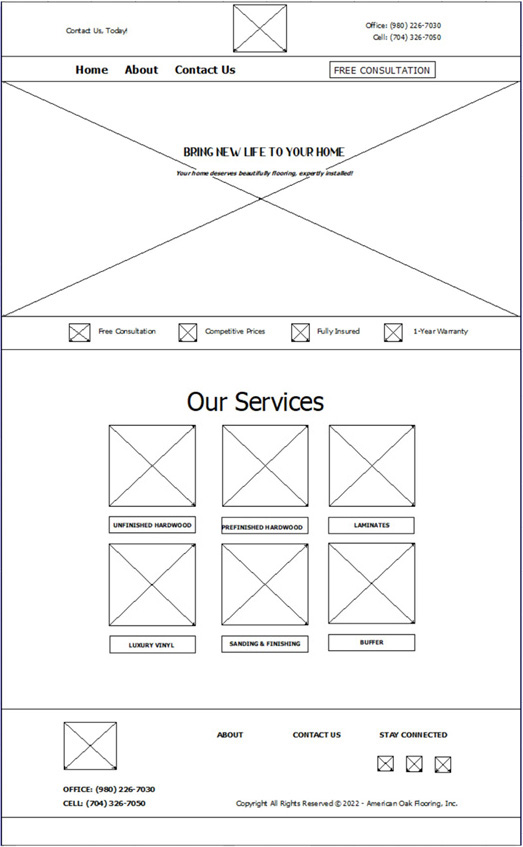 Contact Us, Today!
Office: (980) 226-7030
Cell: (704) 326-7050
Home About Contact Us
FREE CONSULTATION
BRING NEW LIFE TO YOUR HOME
Your home deserves beautifully flooring, expertly installed!
Free Consultation
Competitive Prices
Fully Insured
1-Year Warranty
Our Services
UNFINISHED HARDWOOD
PREFINISHED HARDWOOD
LAMINATES
LUXURY VINYL
SANDING & FINISHING
BUFFER
ABOUT
CONTACT US
STAY CONNECTED
OFFICE: (980) 226-7030
CELL: (704) 326-7050
Copyright All Rights Reserved © 2022 - American Oak Flooring, Inc.